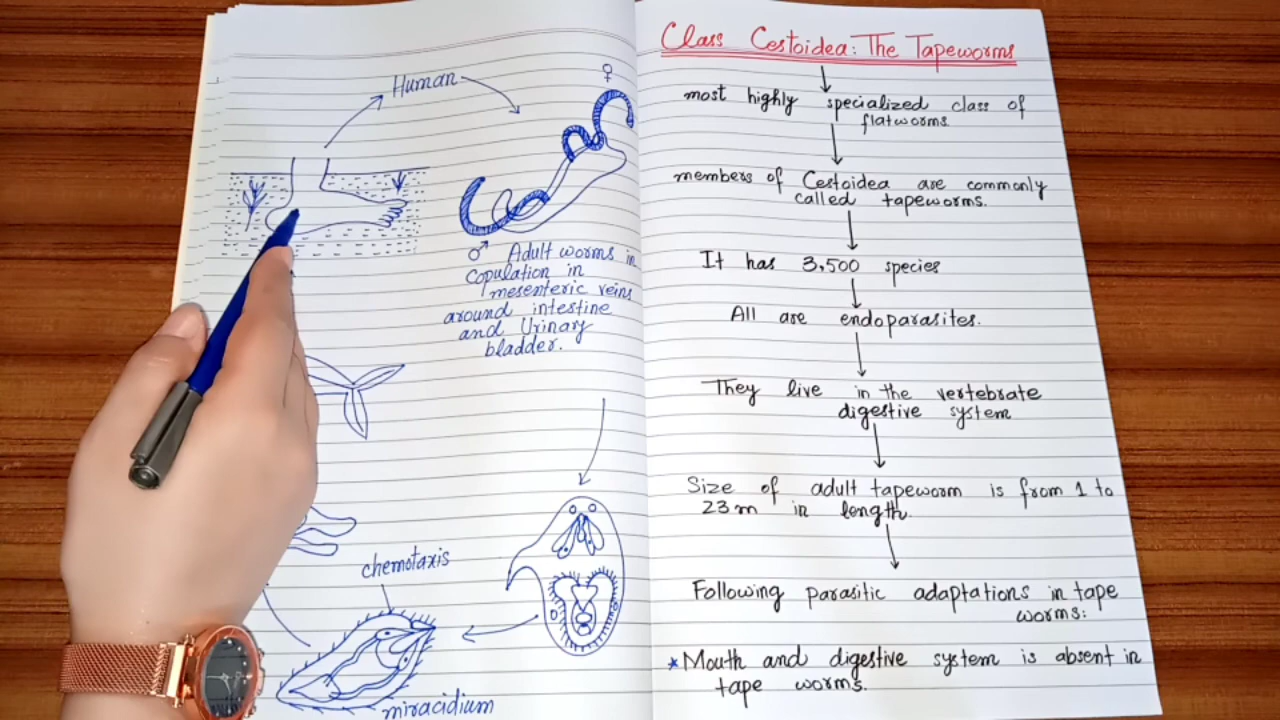 Human
♀
♂ Adult worms in
copulation in
mesenteric veins
around intestine
and Urinary
bladder.
chemotaxis
miracidium
Class Cestoidea: The Tapeworms
most highly specialized class of
flatworms
members of Cestoidea are commonly
called tapeworms.
It has 3,500 species
All are endoparasites.
They live in the vertebrate
digestive system
Size of adult tapeworm is from 1 to
23m in length.
Following parasitic adaptations in tape
worms:
★Mouth and digestive system is absent in
tape worms.